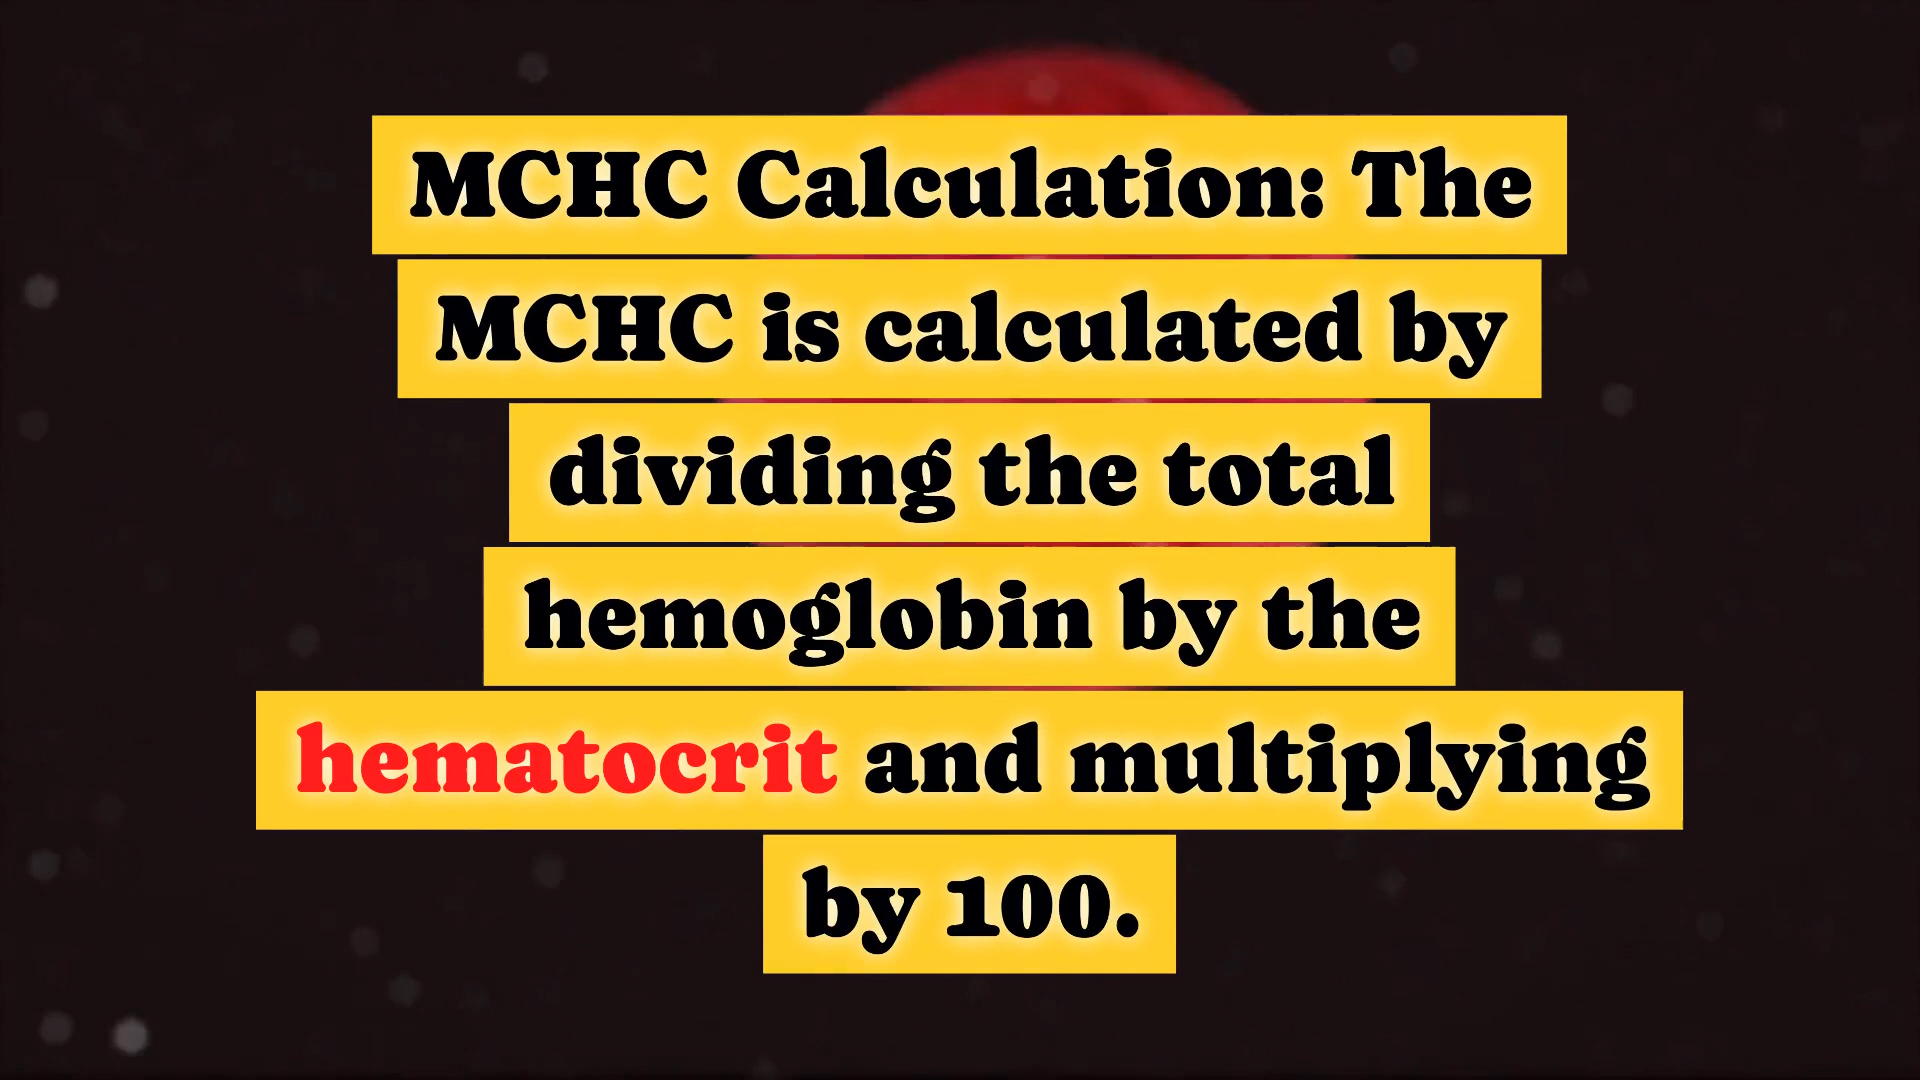 MCHC Calculation: The
MCHC is calculated by
dividing the total
hemoglobin by the
hematocrit and multiplying
by 100.